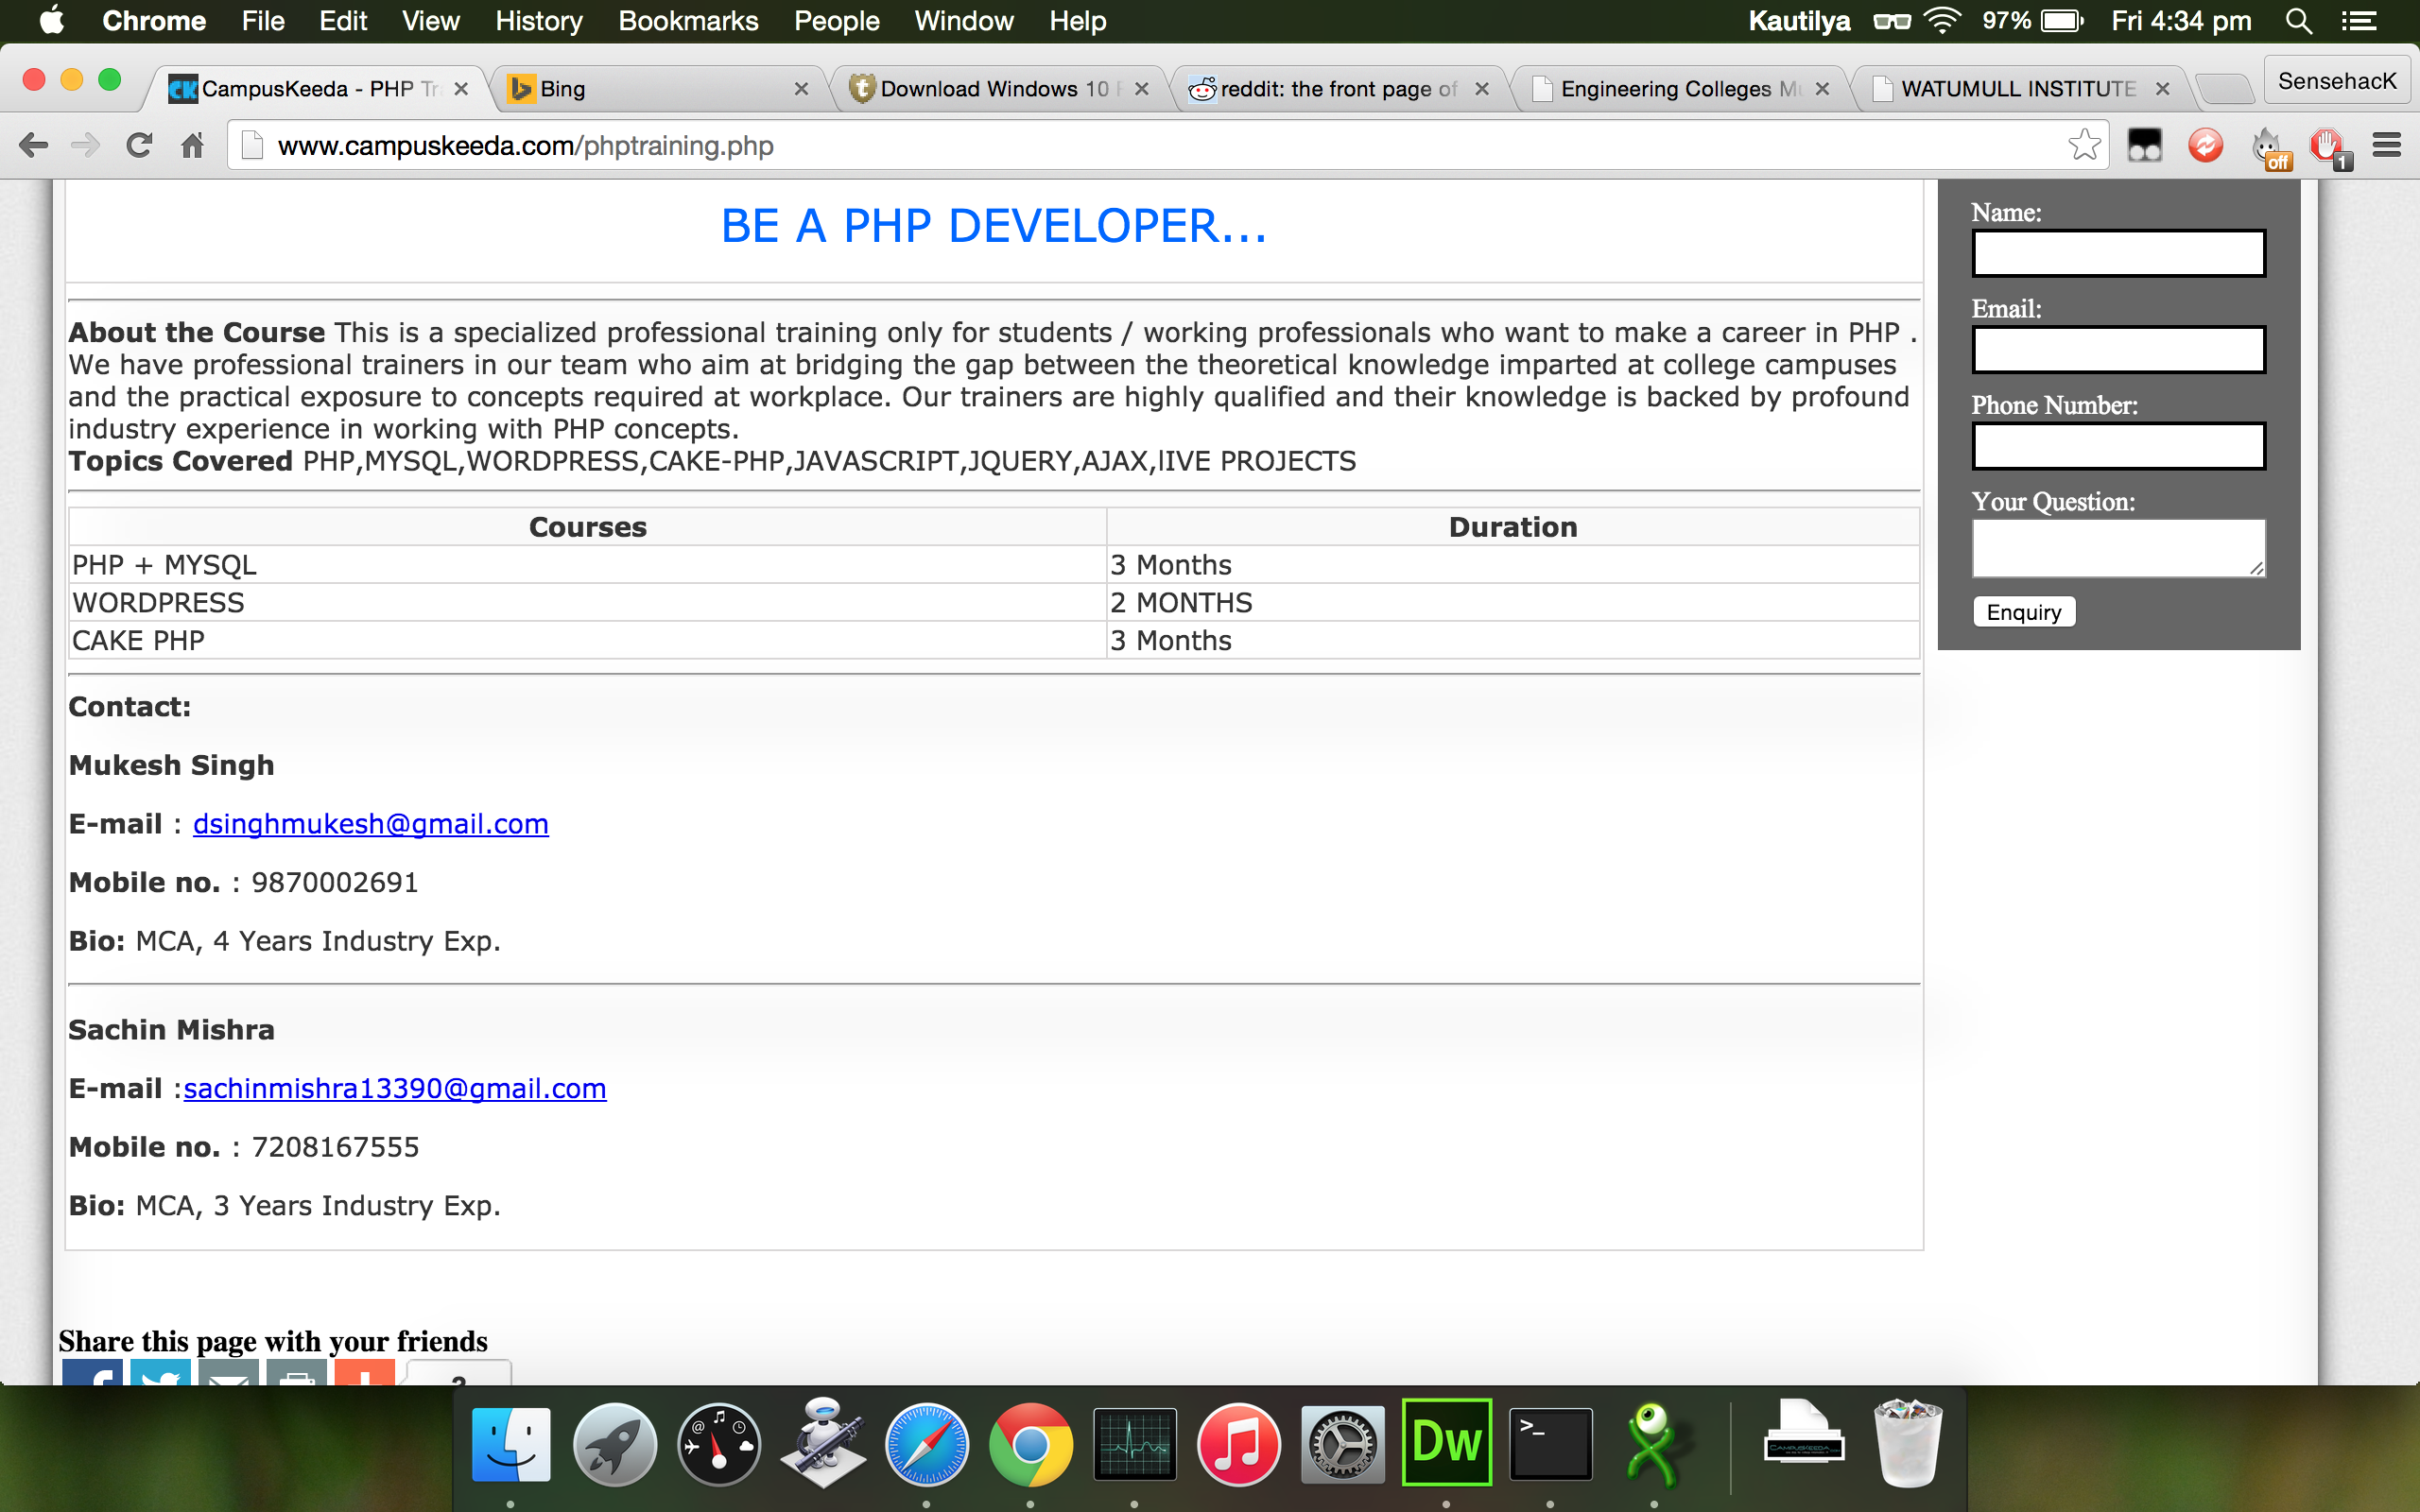 Chrome File Edit View History Bookmarks People Window Help Kautilya 97% Fri 4:34 pm
CK CampusKeeda - PHP Tr Bing Download Windows 10 reddit: the front page of Engineering Colleges WATUMULL INSTITUTE SensehacK
www.campuskeeda.com/phptraining.php off 1
BE A PHP DEVELOPER...
About the Course This is a specialized professional training only for students / working professionals who want to make a career in PHP .
We have professional trainers in our team who aim at bridging the gap between the theoretical knowledge imparted at college campuses
and the practical exposure to concepts required at workplace. Our trainers are highly qualified and their knowledge is backed by profound
industry experience in working with PHP concepts.
Topics Covered PHP,MYSQL,WORDPRESS,CAKE-PHP,JAVASCRIPT,JQUERY,AJAX,lIVE PROJECTS
Courses Duration
PHP + MYSQL 3 Months
WORDPRESS 2 MONTHS
CAKE PHP 3 Months
Contact:
Mukesh Singh
E-mail : dsinghmukesh@gmail.com
Mobile no. : 9870002691
Bio: MCA, 4 Years Industry Exp.
Sachin Mishra
E-mail :sachinmishra13390@gmail.com
Mobile no. : 7208167555
Bio: MCA, 3 Years Industry Exp.
Name:
Email:
Phone Number:
Your Question:
Enquiry
Share this page with your friends
Dw
>_
CAMPUSKEEDA